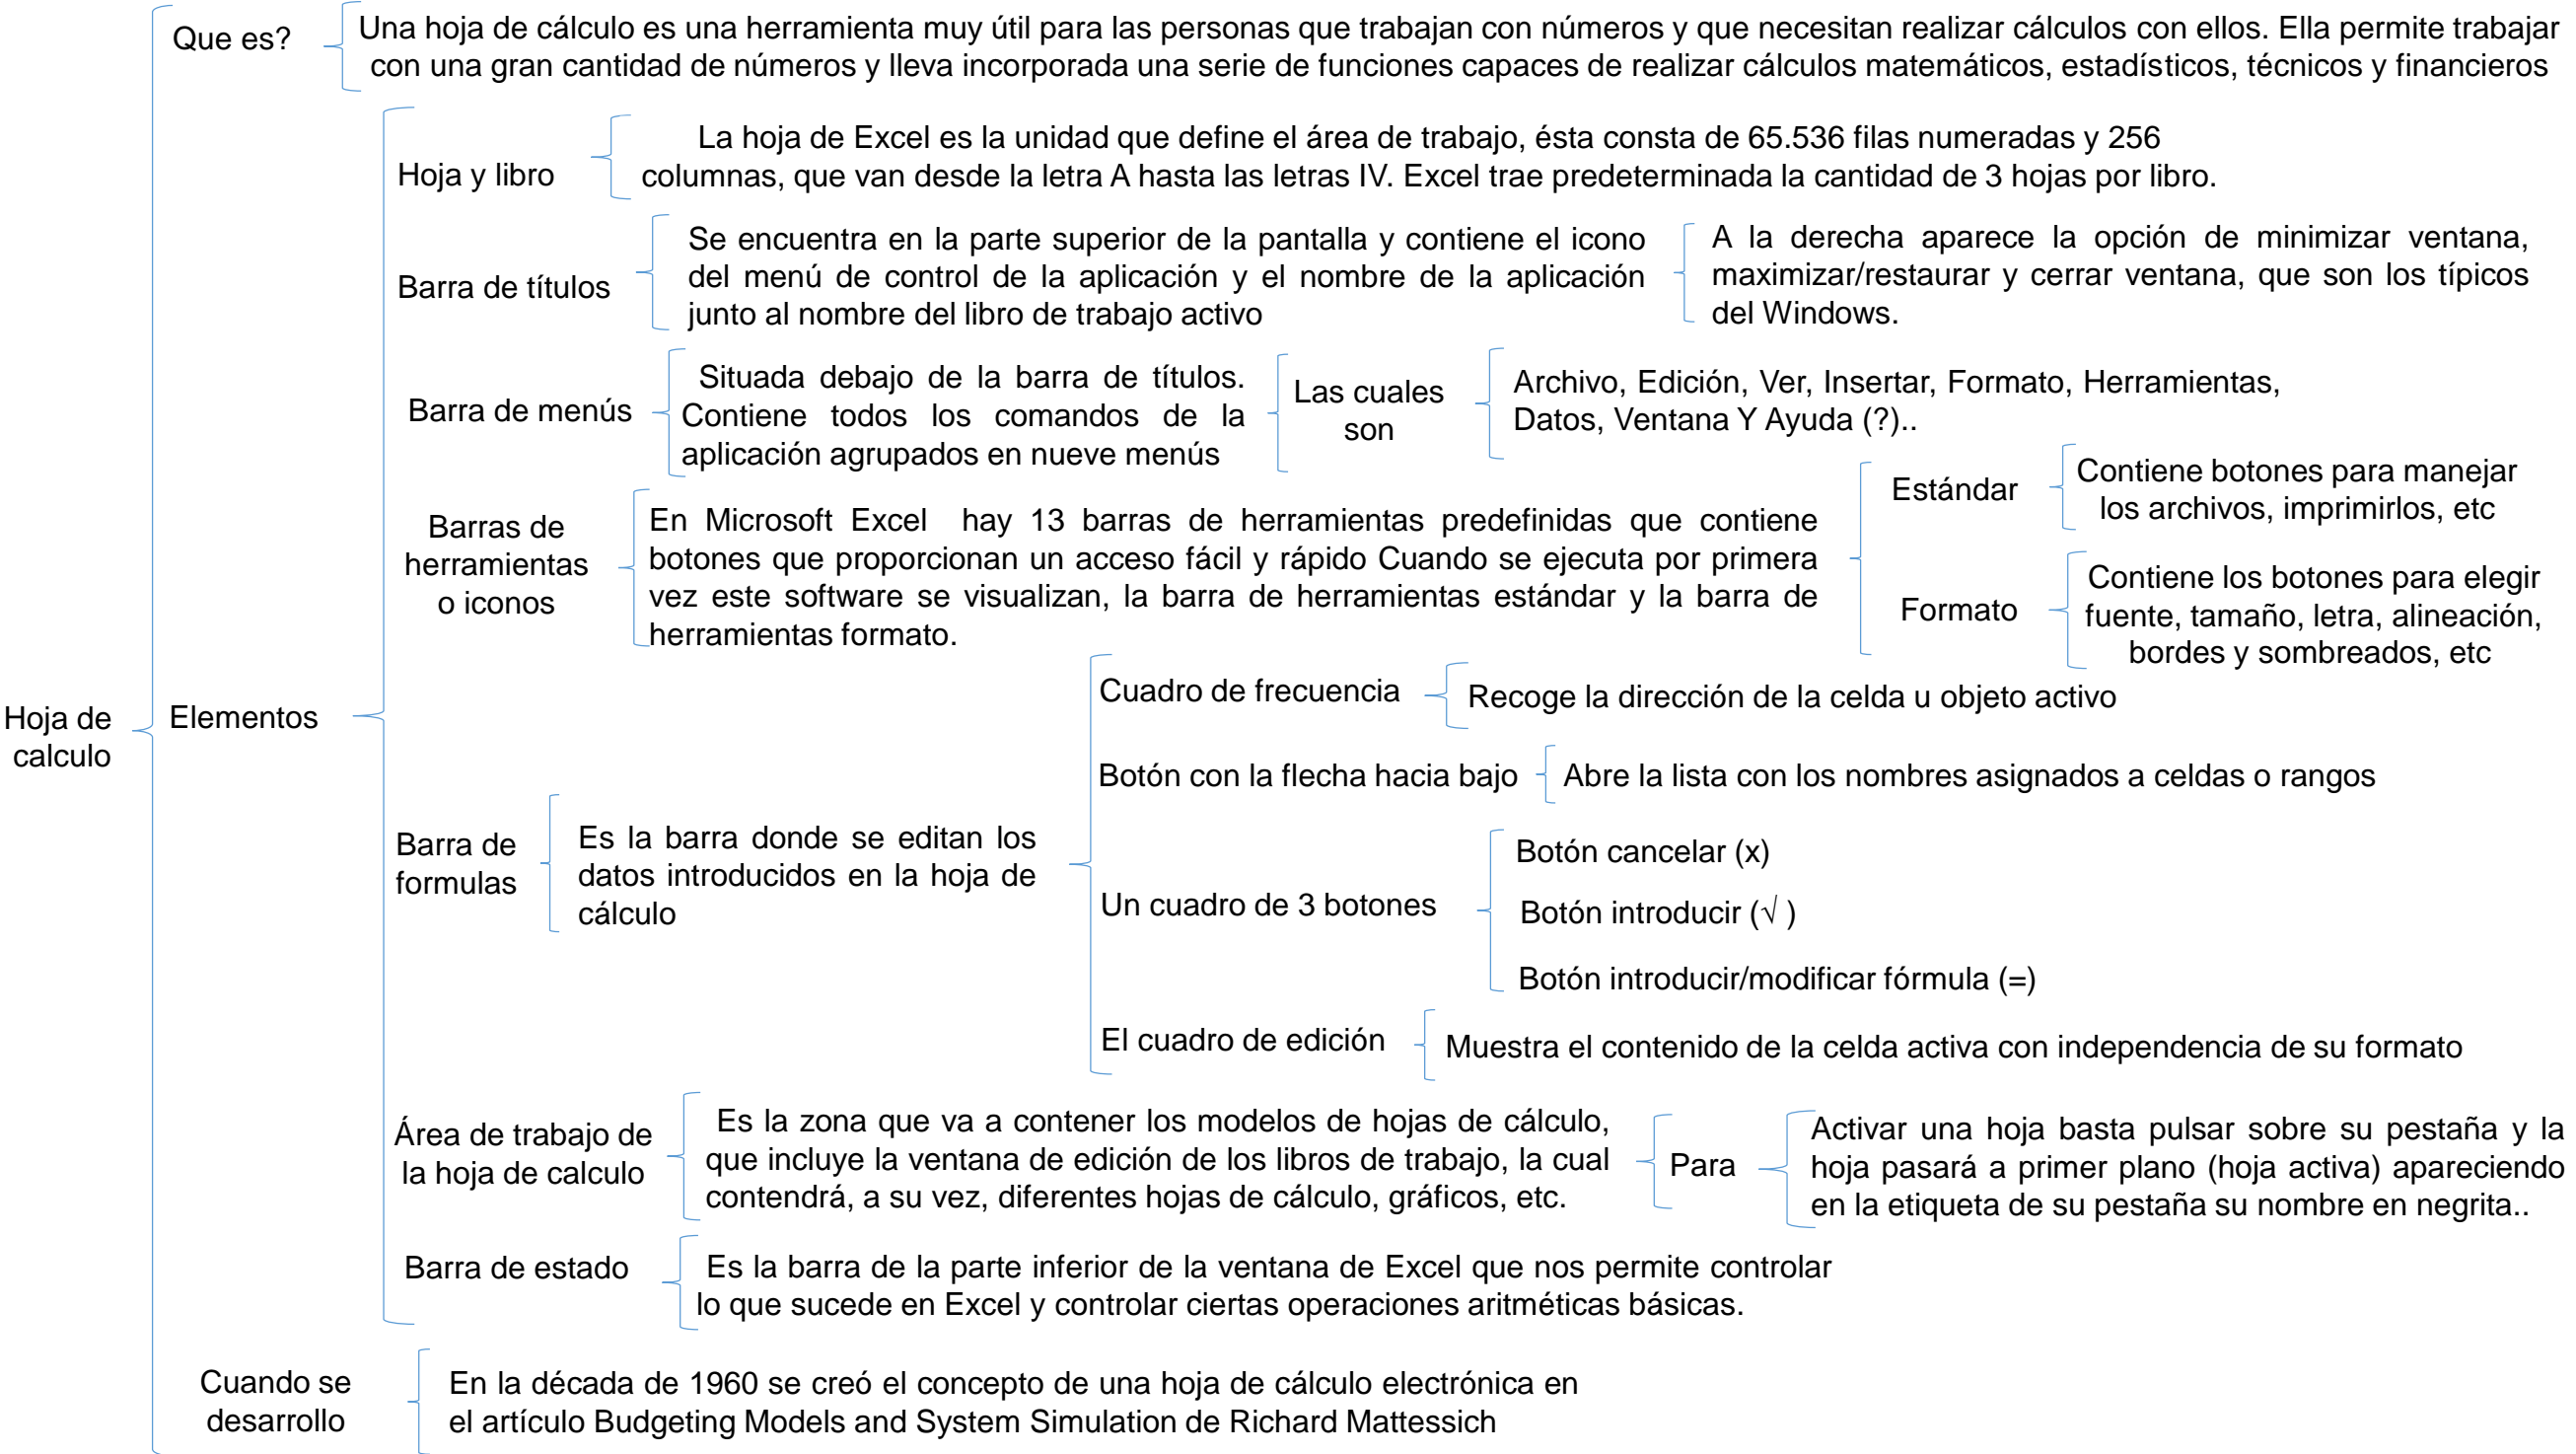 Que es?
Una hoja de cálculo es una herramienta muy útil para las personas que trabajan con números y que necesitan realizar cálculos con ellos. Ella permite trabajar
con una gran cantidad de números y lleva incorporada una serie de funciones capaces de realizar cálculos matemáticos, estadísticos, técnicos y financieros
Hoja y libro
La hoja de Excel es la unidad que define el área de trabajo, ésta consta de 65.536 filas numeradas y 256
columnas, que van desde la letra A hasta las letras IV. Excel trae predeterminada la cantidad de 3 hojas por libro.
Barra de títulos
Se encuentra en la parte superior de la pantalla y contiene el icono
del menú de control de la aplicación y el nombre de la aplicación
junto al nombre del libro de trabajo activo
A la derecha aparece la opción de minimizar ventana,
maximizar/restaurar y cerrar ventana, que son los típicos
del Windows.
Barra de menús
Situada debajo de la barra de títulos.
Contiene todos los comandos de la
aplicación agrupados en nueve menús
Las cuales
son
Archivo, Edición, Ver, Insertar, Formato, Herramientas,
Datos, Ventana Y Ayuda (?)..
Barras de
herramientas
o iconos
En Microsoft Excel hay 13 barras de herramientas predefinidas que contiene
botones que proporcionan un acceso fácil y rápido Cuando se ejecuta por primera
vez este software se visualizan, la barra de herramientas estándar y la barra de
herramientas formato.
Estándar
Contiene botones para manejar
los archivos, imprimirlos, etc
Formato
Contiene los botones para elegir
fuente, tamaño, letra, alineación,
bordes y sombreados, etc
Hoja de
calculo
Elementos
Barra de
formulas
Es la barra donde se editan los
datos introducidos en la hoja de
cálculo
Cuadro de frecuencia
Recoge la dirección de la celda u objeto activo
Botón con la flecha hacia bajo
Abre la lista con los nombres asignados a celdas o rangos
Un cuadro de 3 botones
Botón cancelar (x)
Botón introducir (√ )
Botón introducir/modificar fórmula (=)
El cuadro de edición
Muestra el contenido de la celda activa con independencia de su formato
Área de trabajo de
la hoja de calculo
Es la zona que va a contener los modelos de hojas de cálculo,
que incluye la ventana de edición de los libros de trabajo, la cual
contendrá, a su vez, diferentes hojas de cálculo, gráficos, etc.
Para
Activar una hoja basta pulsar sobre su pestaña y la
hoja pasará a primer plano (hoja activa) apareciendo
en la etiqueta de su pestaña su nombre en negrita..
Barra de estado
Es la barra de la parte inferior de la ventana de Excel que nos permite controlar
lo que sucede en Excel y controlar ciertas operaciones aritméticas básicas.
Cuando se
desarrollo
En la década de 1960 se creó el concepto de una hoja de cálculo electrónica en
el artículo Budgeting Models and System Simulation de Richard Mattessich